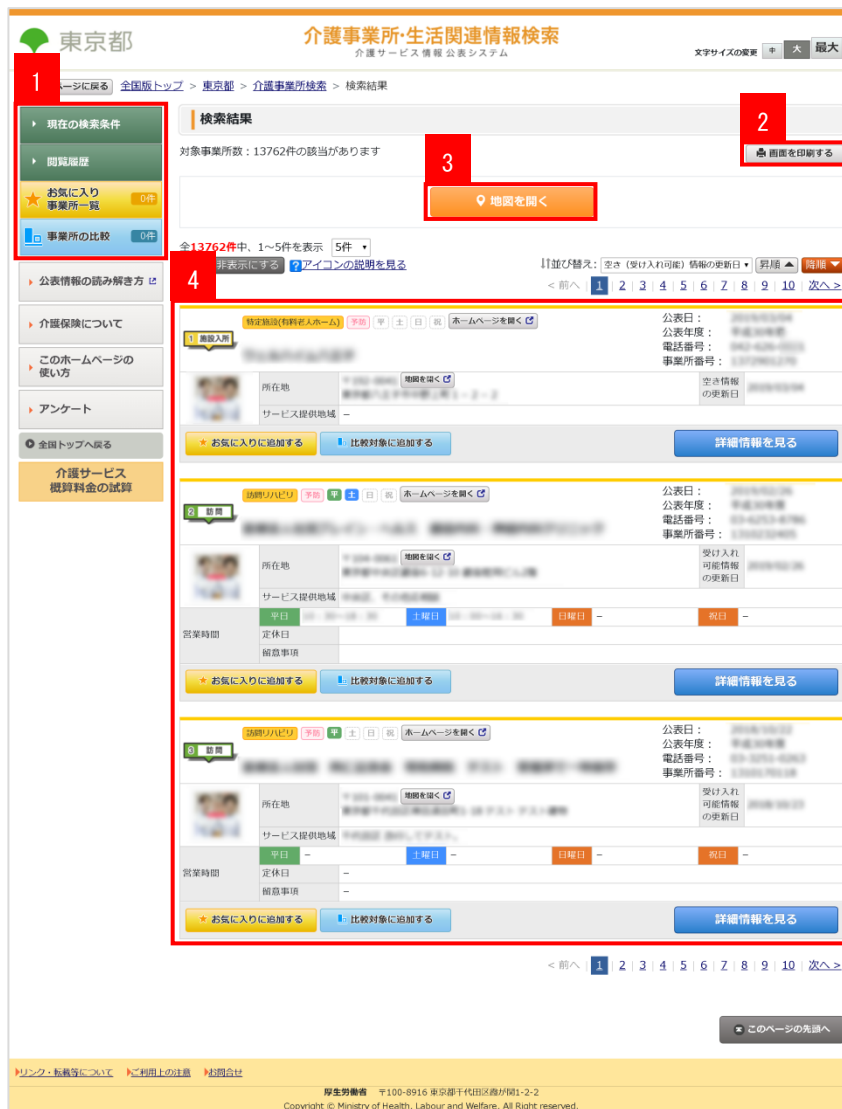 東京都
介護事業所・生活関連情報検索
介護サービス情報公表システム
文字サイズの変更 中 大 最大
1
ージに戻る 全国版トップ > 東京都 > 介護事業所検索 > 検索結果
現在の検索条件
閲覧履歴
お気に入り
事業所一覧 0件
事業所の比較 0件
公表情報の読み解き方
介護保険について
このホームページの
使い方
アンケート
全国トップへ戻る
介護サービス
概算料金の試算
検索結果
2
対象事業所数:13762件の該当があります
画面を印刷する
3
地図を開く
全13762件中、1～5件を表示 5件
非表示にする ?アイコンの説明を見る
並び替え: 空き(受け入れ可能)情報の更新日 昇順 降順
4
<前へ | 1 | 2 | 3 | 4 | 5 | 6 | 7 | 8 | 9 | 10 | 次へ>
特定施設(有料老人ホーム) 予防 平 土 日 祝 ホームページを開く
1 施設入所
公表日:
公表年度:
電話番号:
事業所番号:
所在地 地図を開く
空き情報
の更新日
サービス提供地域 –
お気に入りに追加する 比較対象に追加する 詳細情報を見る
訪問リハビリ 予防 平 土 日 祝 ホームページを開く
2 訪問
公表日:
公表年度:
電話番号:
事業所番号:
所在地 地図を開く
受け入れ
可能情報
の更新日
サービス提供地域
営業時間 平日 土曜日 日曜日 – 祝日 –
定休日
留意事項
お気に入りに追加する 比較対象に追加する 詳細情報を見る
訪問リハビリ 予防 平 土 日 祝 ホームページを開く
3 訪問
公表日:
公表年度:
電話番号:
事業所番号:
所在地 地図を開く
受け入れ
可能情報
の更新日
サービス提供地域
営業時間 平日 – 土曜日 – 日曜日 – 祝日 –
定休日 –
留意事項 –
お気に入りに追加する 比較対象に追加する 詳細情報を見る
<前へ | 1 | 2 | 3 | 4 | 5 | 6 | 7 | 8 | 9 | 10 | 次へ>
このページの先頭へ
リンク・転載等について ご利用上の注意 お問合せ
厚生労働省 〒100-8916 東京都千代田区霞が関1-2-2
Copyright © Ministry of Health, Labour and Welfare, All Right reserved.